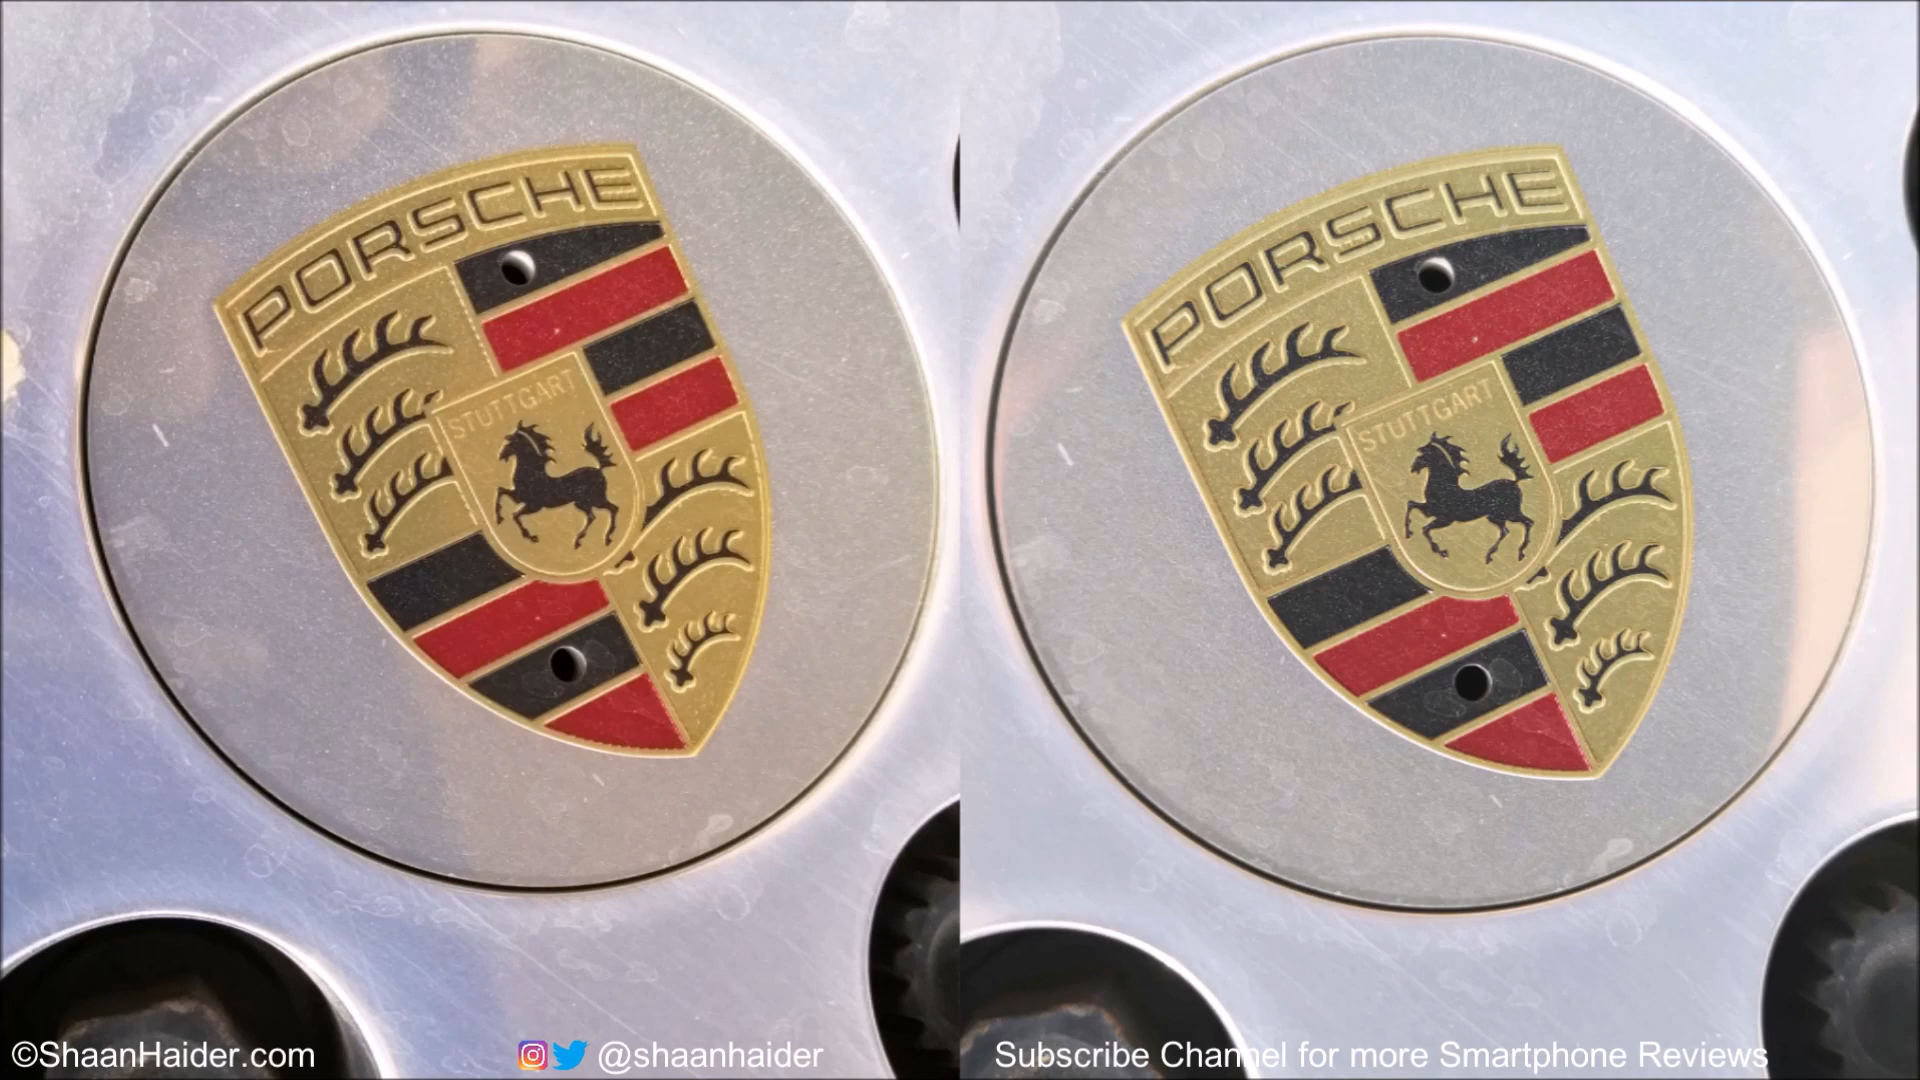 PORSCHE
STUTTGART
PORSCHE
STUTTGART
©ShaanHaider.com
@shaanhaider
Subscribe Channel for more Smartphone Reviews